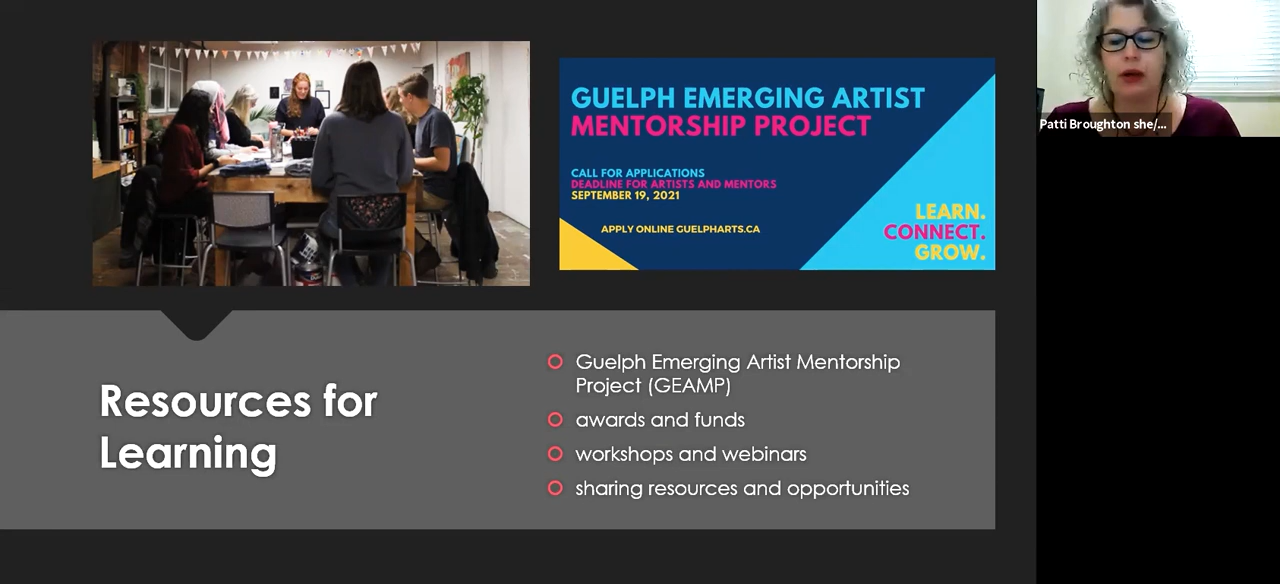 GUELPH EMERGING ARTIST
MENTORSHIP PROJECT
CALL FOR APPLICATIONS
DEADLINE FOR ARTISTS AND MENTORS
SEPTEMBER 19, 2021
APPLY ONLINE GUELPHARTS.CA
LEARN.
CONNECT.
GROW.
Patti Broughton she/...
Resources for
Learning
Guelph Emerging Artist Mentorship
Project (GEAMP)
awards and funds
workshops and webinars
sharing resources and opportunities